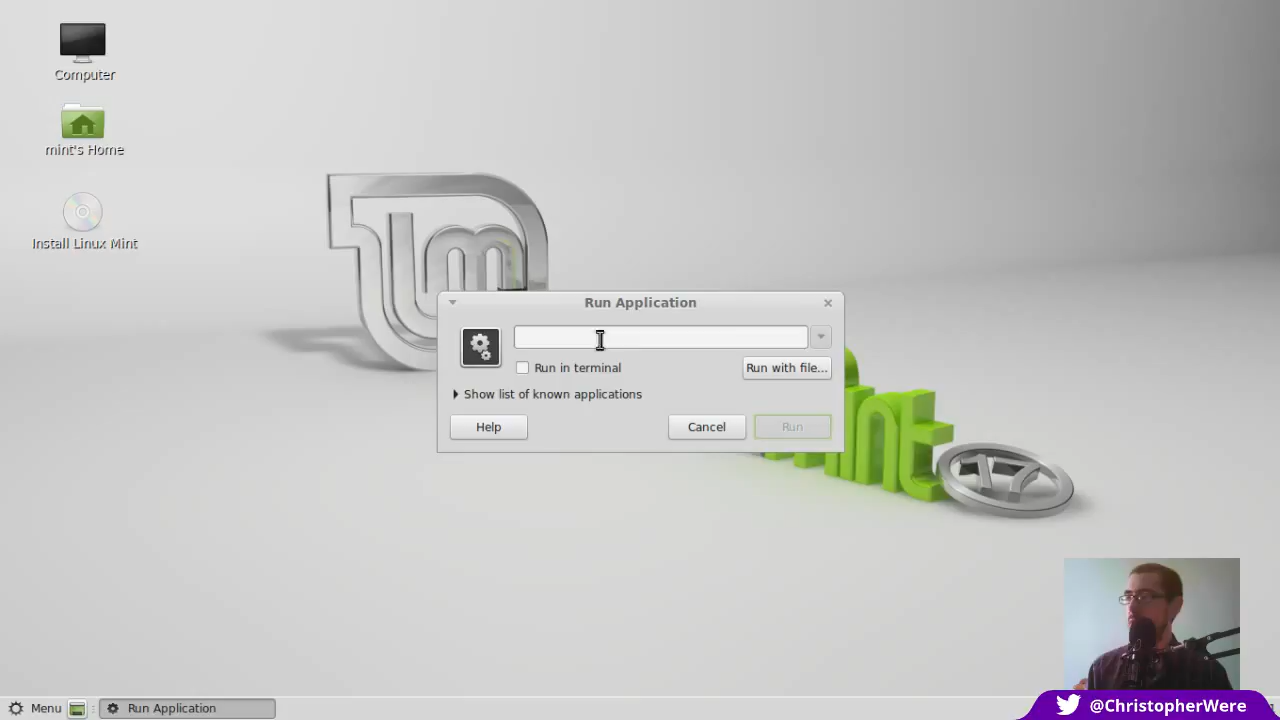 Computer
mint's Home
Install Linux Mint
Run Application
Run in terminal
Run with file...
Show list of known applications
Help
Cancel
Run
17
Menu
Run Application
@ChristopherWere